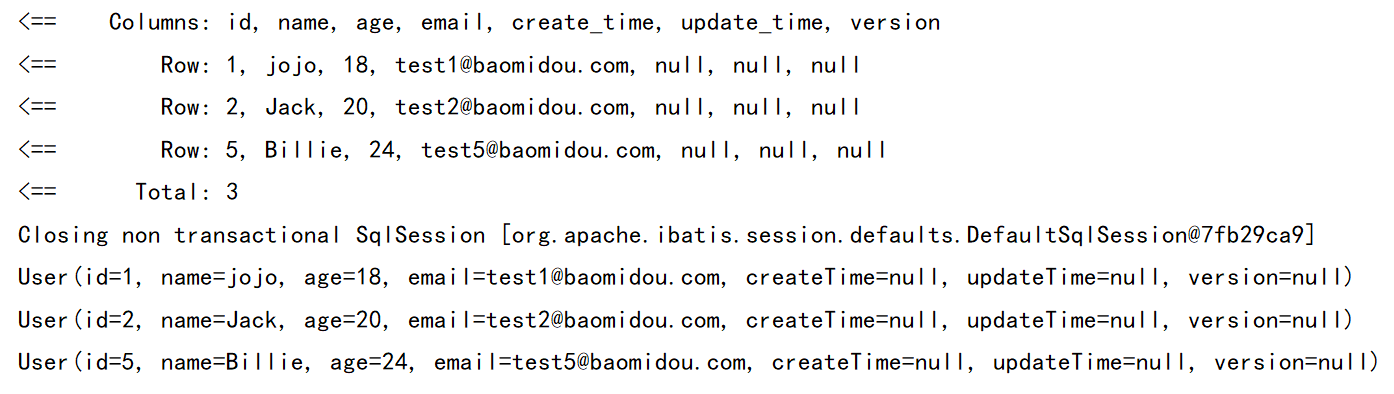 <==    Columns: id, name, age, email, create_time, update_time, version
<==        Row: 1, jojo, 18, test1@baomidou.com, null, null, null
<==        Row: 2, Jack, 20, test2@baomidou.com, null, null, null
<==        Row: 5, Billie, 24, test5@baomidou.com, null, null, null
<==      Total: 3
Closing non transactional SqlSession [org.apache.ibatis.session.defaults.DefaultSqlSession@7fb29ca9]
User(id=1, name=jojo, age=18, email=test1@baomidou.com, createTime=null, updateTime=null, version=null)
User(id=2, name=Jack, age=20, email=test2@baomidou.com, createTime=null, updateTime=null, version=null)
User(id=5, name=Billie, age=24, email=test5@baomidou.com, createTime=null, updateTime=null, version=null)